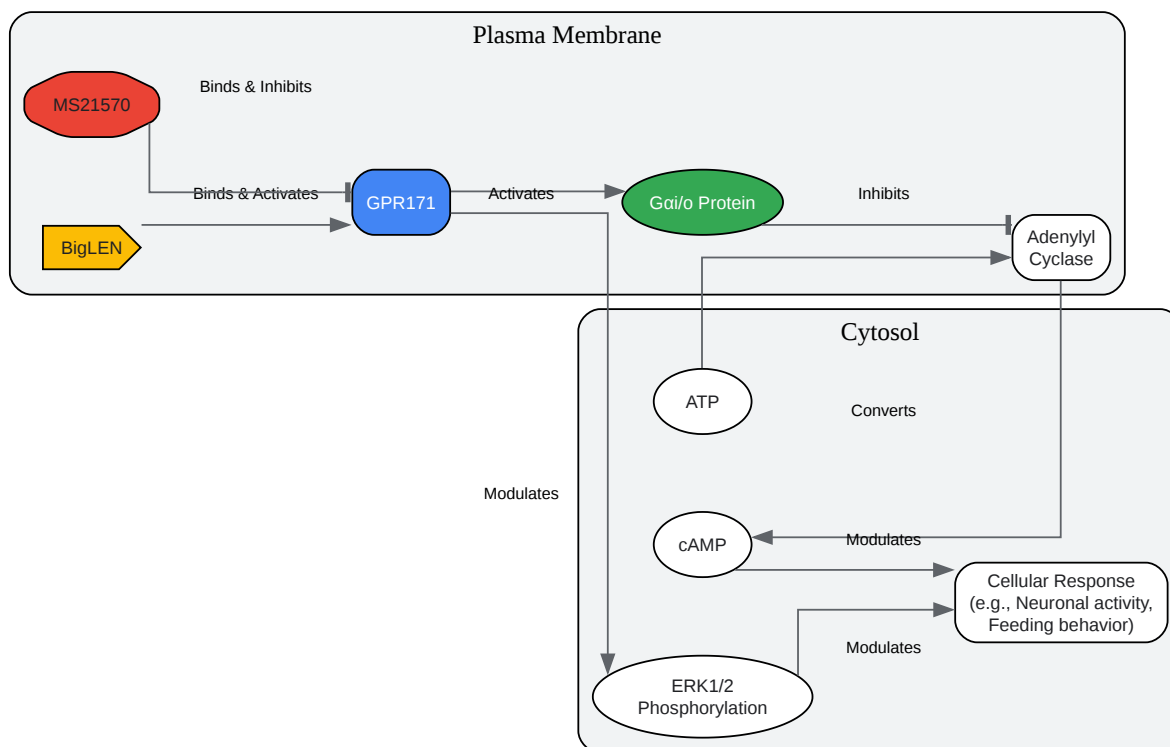 Plasma Membrane
MS21570
Binds & Inhibits
Binds & Activates
GPR171
Activates
Gαi/o Protein
Inhibits
BigLEN
Adenylyl
Cyclase
Cytosol
ATP
Converts
Modulates
cAMP
Modulates
Cellular Response
(e.g., Neuronal activity,
Feeding behavior)
Modulates
ERK1/2
Phosphorylation